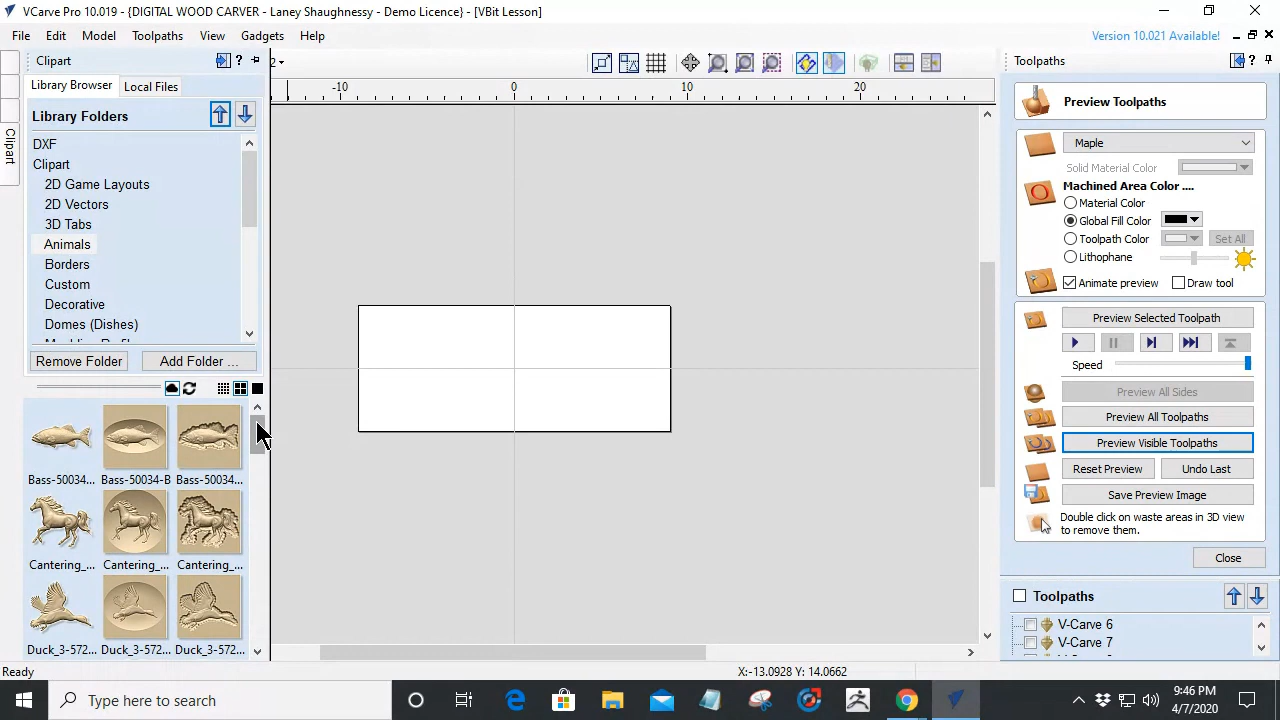 VCarve Pro 10.019 - {DIGITAL WOOD CARVER - Laney Shaughnessy - Demo Licence} - [VBit Lesson]
File Edit Model Toolpaths View Gadgets Help Version 10.021 Available!
Clipart
2
Toolpaths
Library Browser Local Files
-10 0 10 20
Library Folders
Preview Toolpaths
Clipart
DXF
Clipart
2D Game Layouts
2D Vectors
3D Tabs
Animals
Borders
Custom
Decorative
Domes (Dishes)
Remove Folder Add Folder ...
Bass-50034... Bass-50034-B Bass-50034...
Cantering_... Cantering_... Cantering_...
Duck_3-572... Duck_3-572... Duck_3-572...
Maple
Solid Material Color
Machined Area Color ....
Material Color
Global Fill Color
Toolpath Color Set All
Lithophane
Animate preview Draw tool
Preview Selected Toolpath
Speed
Preview All Sides
Preview All Toolpaths
Preview Visible Toolpaths
Reset Preview Undo Last
Save Preview Image
Double click on waste areas in 3D view
to remove them.
Close
Toolpaths
V-Carve 6
V-Carve 7
Ready X:-13.0928 Y: 14.0662
Type here to search
9:46 PM
4/7/2020